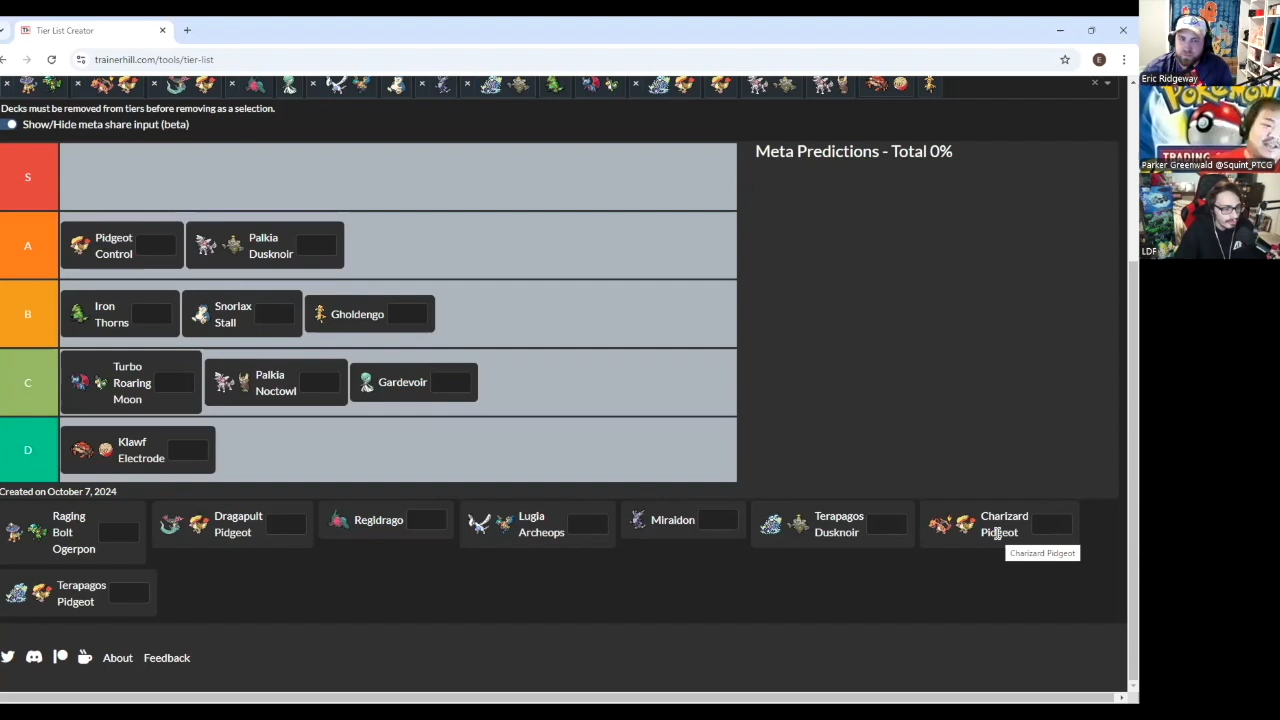 Tier List Creator
trainerhill.com/tools/tier-list
E
Decks must be removed from tiers before removing as a selection.
Show/Hide meta share input (beta)
Meta Predictions - Total 0%
S
A
Pidgeot
Control
Palkia
Dusknoir
B
Iron
Thorns
Snorlax
Stall
Gholdengo
C
Turbo
Roaring
Moon
Palkia
Noctowl
Gardevoir
D
Klawf
Electrode
Created on October 7, 2024
Raging
Bolt
Ogerpon
Dragapult
Pidgeot
Regidrago
Lugia
Archeops
Miraidon
Terapagos
Dusknoir
Charizard
Pidgeot
Charizard Pidgeot
Terapagos
Pidgeot
About
Feedback
Eric Ridgeway
POKÉMON
TRADING
Parker Greenwald @Squint_PTCG
LDF